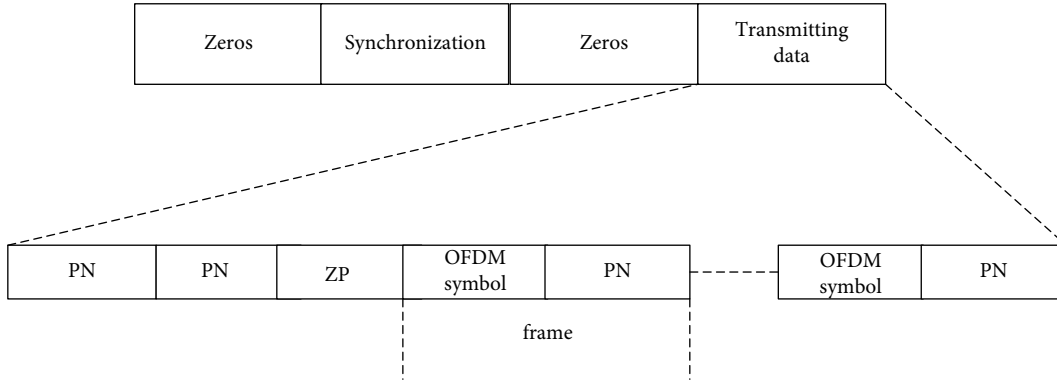 Zeros
Synchronization
Zeros
Transmitting
data
PN
PN
ZP
OFDM
symbol
PN
OFDM
symbol
PN
frame